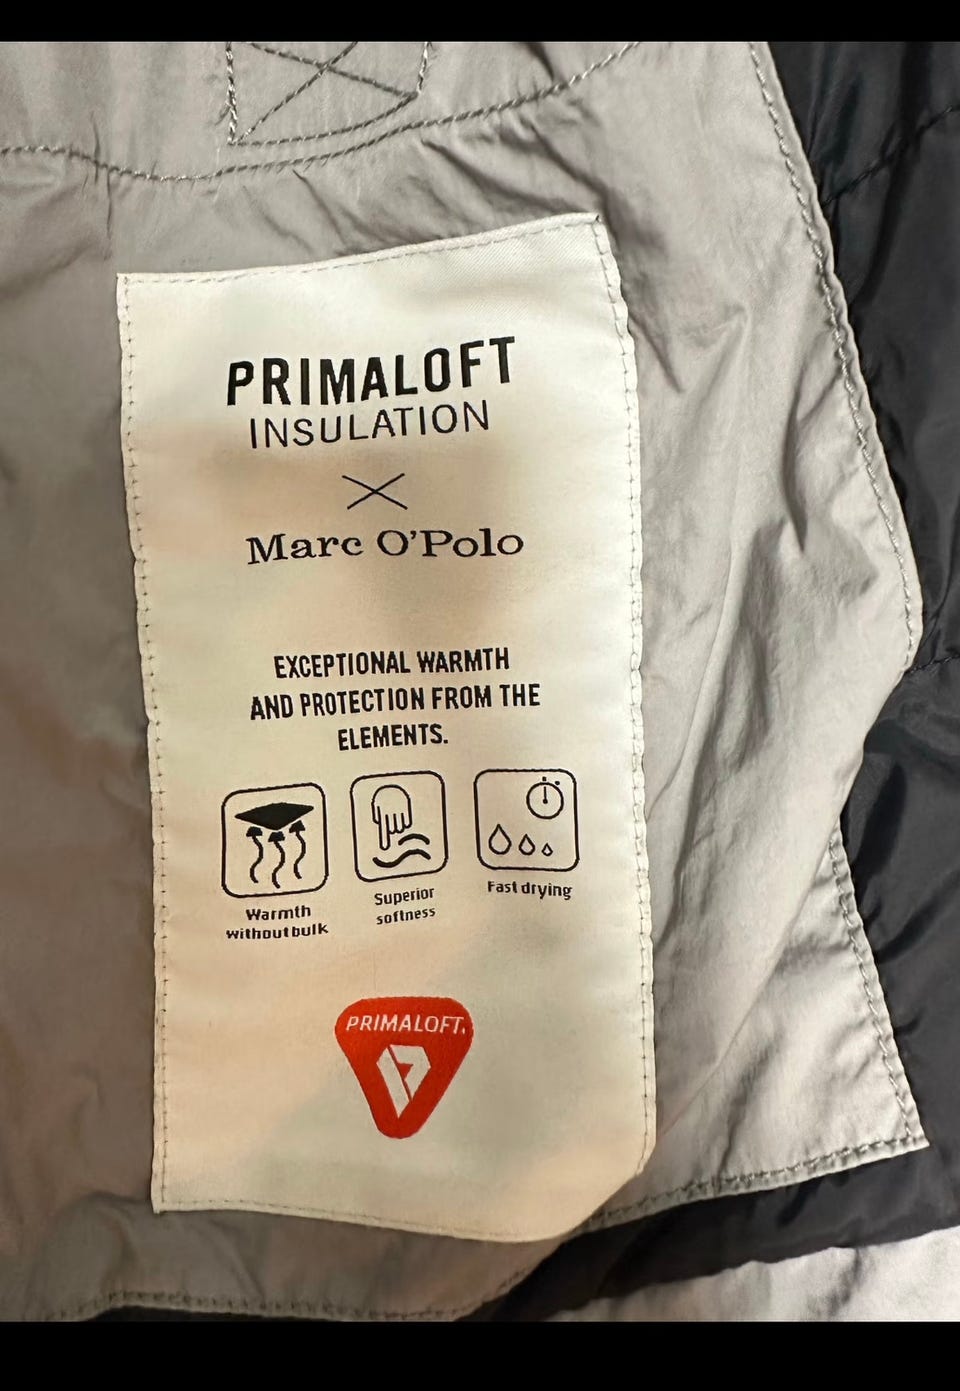 PRIMALOFT
INSULATION
Marc O'Polo
EXCEPTIONAL WARMTH
AND PROTECTION FROM THE
ELEMENTS.
Warmth
without bulk
Superior
softness
Fast drying
PRIMALOFT.